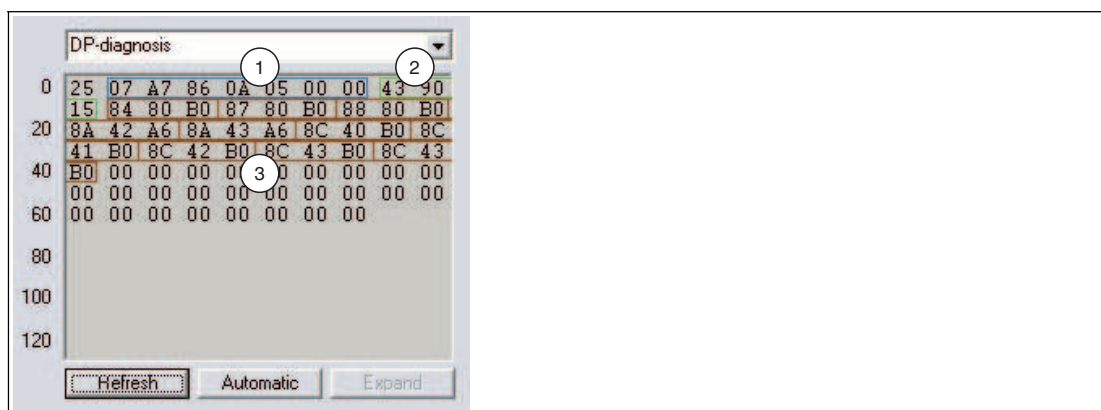 DP-diagnosis
1
2
0 25 07 A7 86 0A 05 00 00 43 90
15 84 80 B0 87 80 B0 88 80 B0
20 8A 42 A6 8A 43 A6 8C 40 B0 8C
41 B0 8C 42 B0 8C 43 B0 8C 43
40 B0 00 00 00 00 00 00 00 00 00
3
00 00 00 00 00 00 00 00 00 00
60 00 00 00 00 00 00 00 00
80
100
120
Refresh Automatic Expand